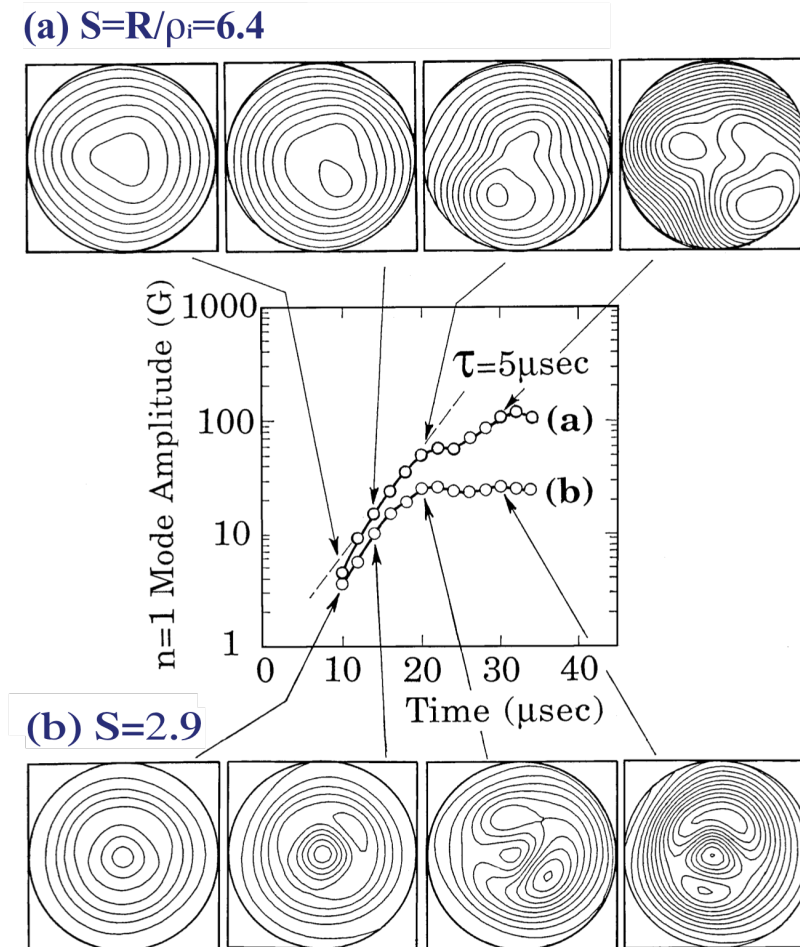 (a) S=R/ρi=6.4
n=1 Mode Amplitude (G)
1000
100
10
1
τ=5μsec
(a)
(b)
0 10 20 30 40
Time (μsec)
(b) S=2.9